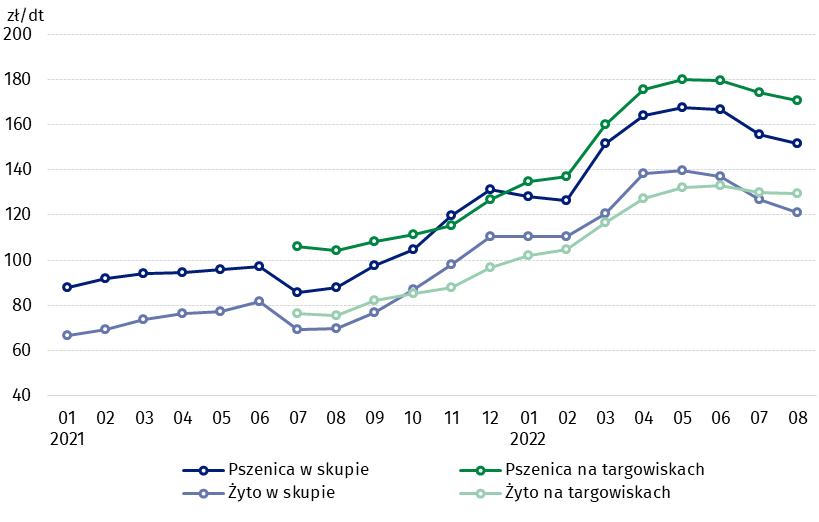 zł/dt
200
180
160
140
120
100
80
60
40
01 02 03 04 05 06 07 08 09 10 11 12 01 02 03 04 05 06 07 08
2021 2022
Pszenica w skupie Pszenica na targowiskach
Żyto w skupie Żyto na targowiskach